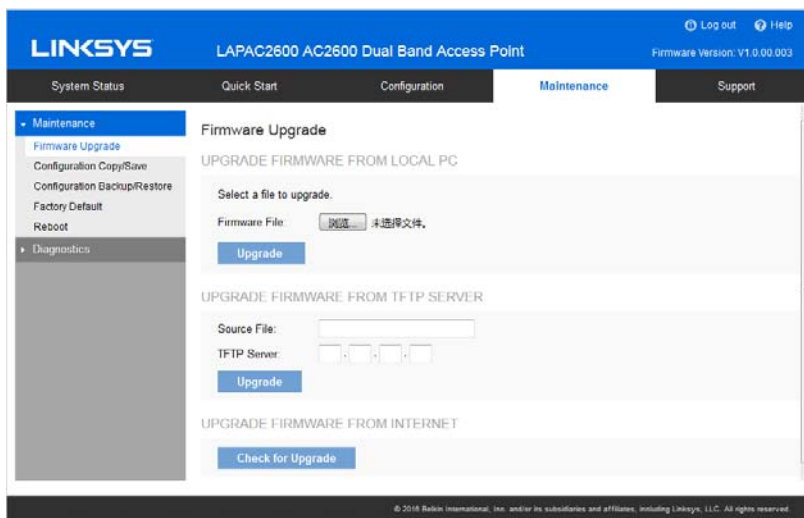 Log out Help
LINKSYS LAPAC2600 AC2600 Dual Band Access Point Firmware Version: V1.0.00.003
System Status Quick Start Configuration Maintenance Support
Maintenance
Firmware Upgrade
Configuration Copy/Save
Configuration Backup/Restore
Factory Default
Reboot
Diagnostics
Firmware Upgrade
UPGRADE FIRMWARE FROM LOCAL PC
Select a file to upgrade.
Firmware File: 浏览... 未选择文件。
Upgrade
UPGRADE FIRMWARE FROM TFTP SERVER
Source File:
TFTP Server: . . .
Upgrade
UPGRADE FIRMWARE FROM INTERNET
Check for Upgrade
© 2016 Belkin International, Inc. and/or its subsidiaries and affiliates, including Linksys, LLC. All rights reserved.